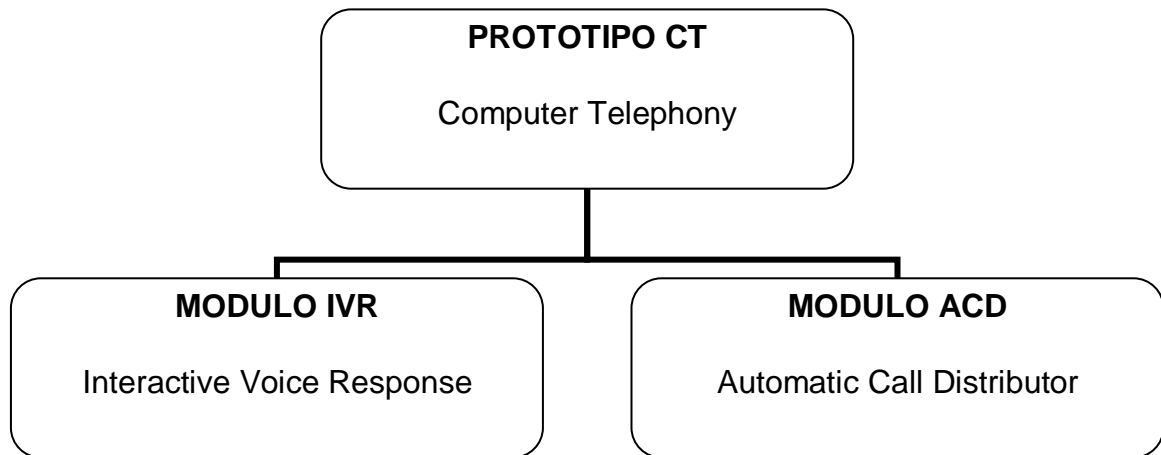 PROTOTIPO CT
Computer Telephony
MODULO IVR
Interactive Voice Response
MODULO ACD
Automatic Call Distributor